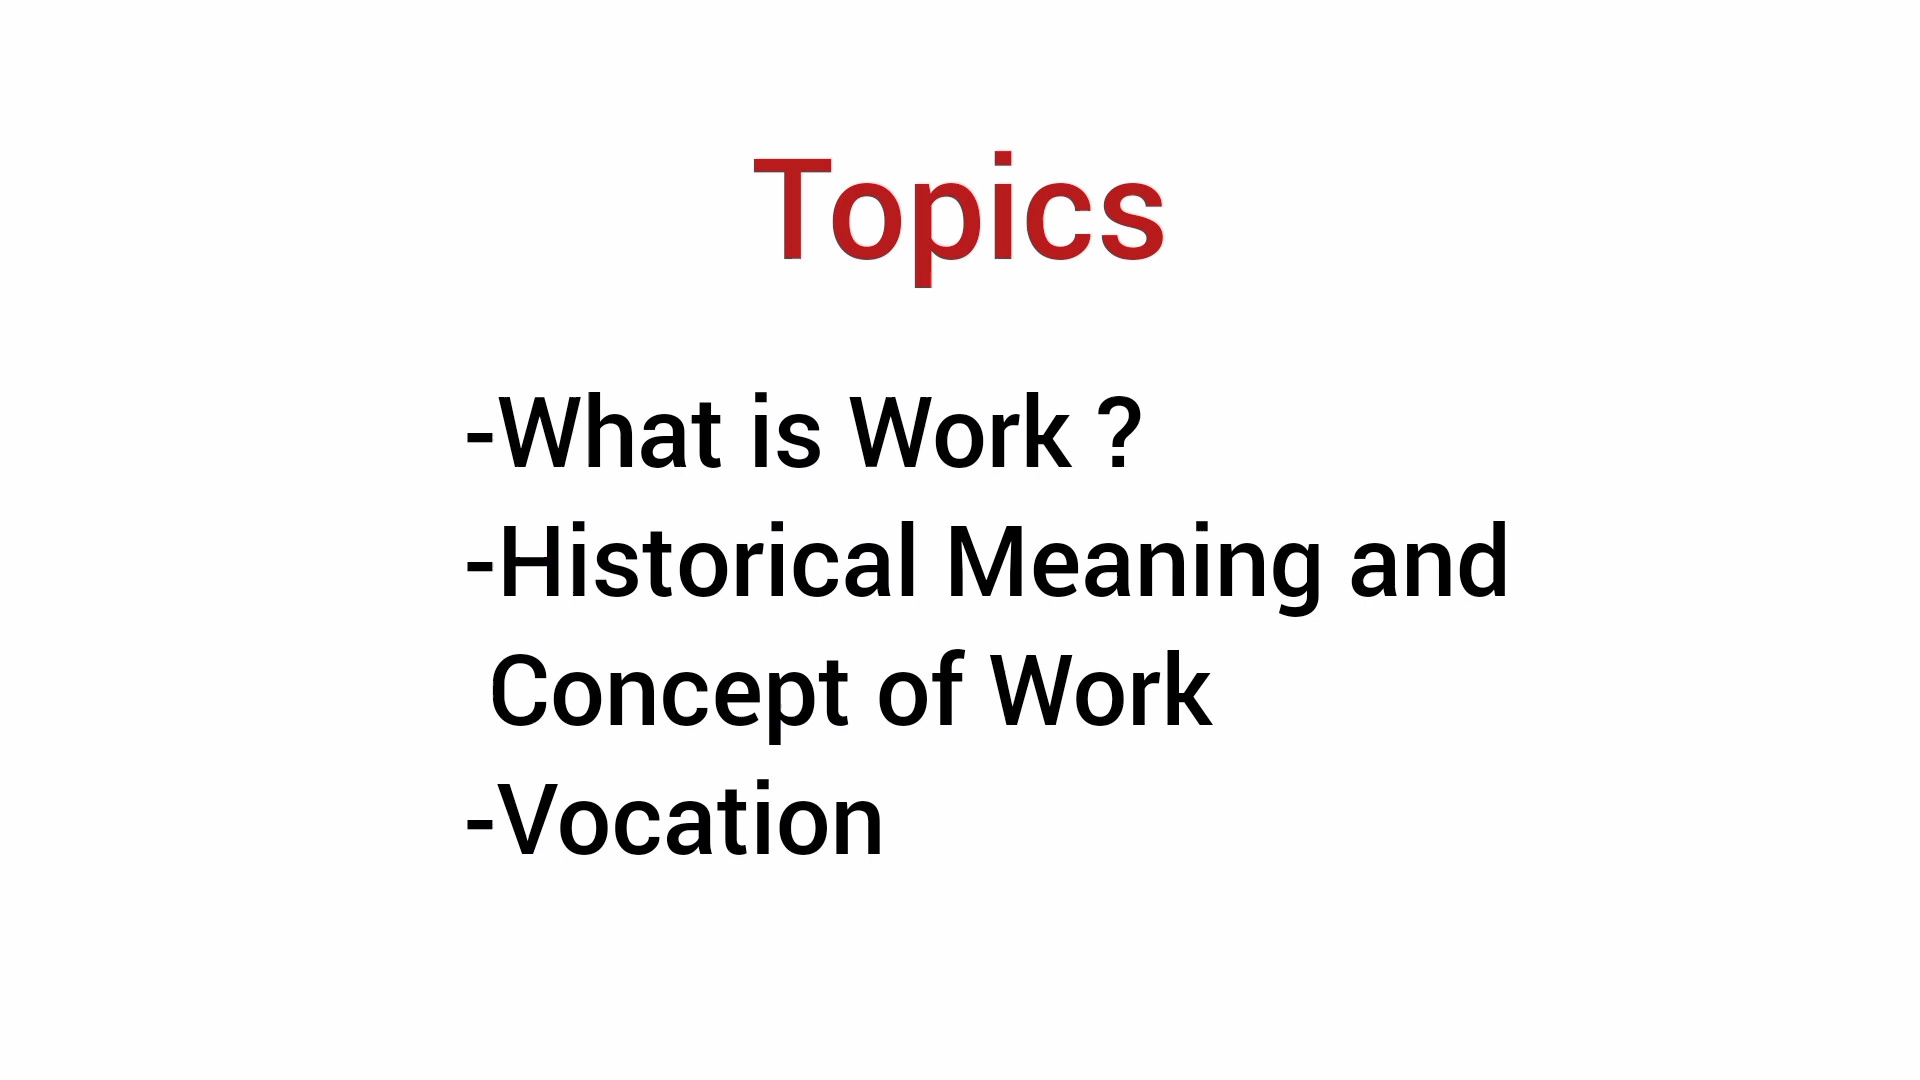 Topics
-What is Work ?
-Historical Meaning and
Concept of Work
-Vocation